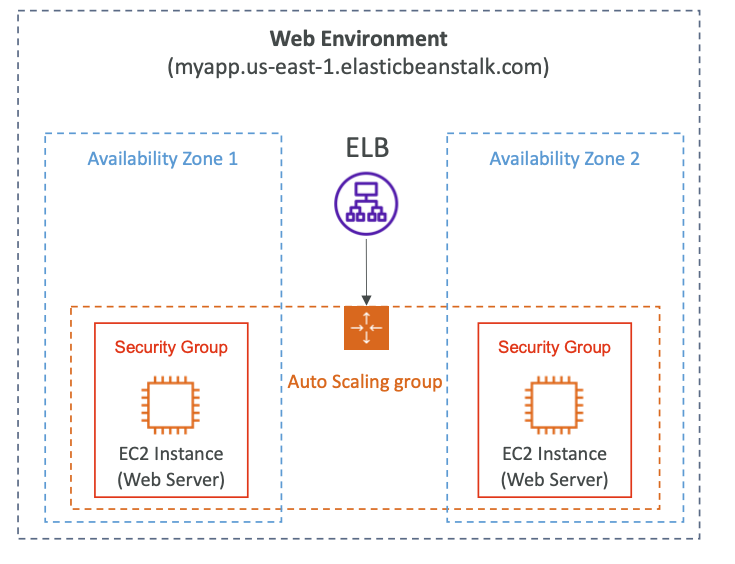 Web Environment
(myapp.us-east-1.elasticbeanstalk.com)
ELB
Availability Zone 1
Availability Zone 2
Auto Scaling group
Security Group
EC2 Instance
(Web Server)
Security Group
EC2 Instance
(Web Server)